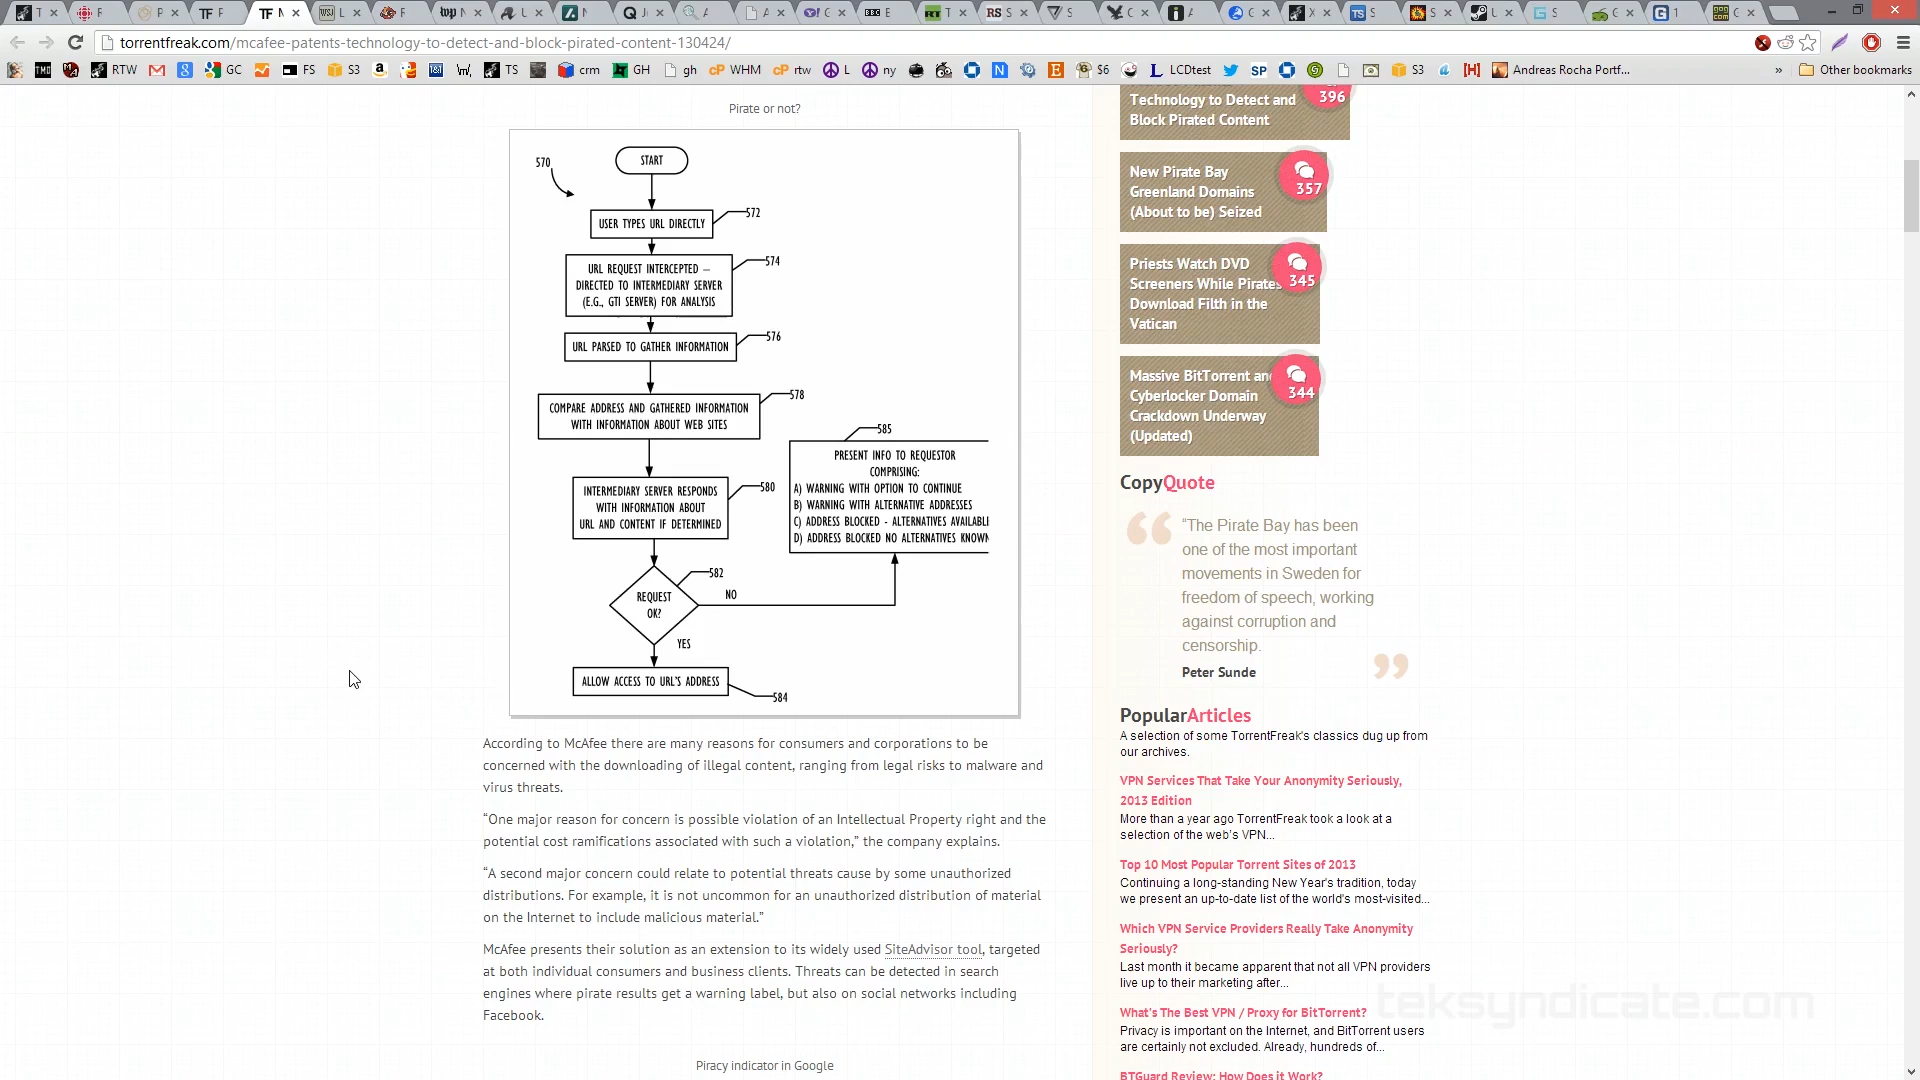 torrentfreak.com/mcafee-patents-technology-to-detect-and-block-pirated-content-130424/
RTW
GC
FS
S3
TS
crm
GH
gh
WHM
rtw
L
ny
$6
LCDtest
S3
Andreas Rocha Portf...
»
Other bookmarks
Pirate or not?
570
START
572
USER TYPES URL DIRECTLY
574
URL REQUEST INTERCEPTED –
DIRECTED TO INTERMEDIARY SERVER
(E.G., GTI SERVER) FOR ANALYSIS
576
URL PARSED TO GATHER INFORMATION
578
COMPARE ADDRESS AND GATHERED INFORMATION
WITH INFORMATION ABOUT WEB SITES
585
PRESENT INFO TO REQUESTOR
COMPRISING:
A) WARNING WITH OPTION TO CONTINUE
B) WARNING WITH ALTERNATIVE ADDRESSES
C) ADDRESS BLOCKED - ALTERNATIVES AVAILABL
D) ADDRESS BLOCKED NO ALTERNATIVES KNOWN
580
INTERMEDIARY SERVER RESPONDS
WITH INFORMATION ABOUT
URL AND CONTENT IF DETERMINED
582
REQUEST
OK?
NO
YES
ALLOW ACCESS TO URL'S ADDRESS
584
According to McAfee there are many reasons for consumers and corporations to be
concerned with the downloading of illegal content, ranging from legal risks to malware and
virus threats.
“One major reason for concern is possible violation of an Intellectual Property right and the
potential cost ramifications associated with such a violation,” the company explains.
“A second major concern could relate to potential threats cause by some unauthorized
distributions. For example, it is not uncommon for an unauthorized distribution of material
on the Internet to include malicious material.”
McAfee presents their solution as an extension to its widely used SiteAdvisor tool, targeted
at both individual consumers and business clients. Threats can be detected in search
engines where pirate results get a warning label, but also on social networks including
Facebook.
Piracy indicator in Google
Technology to Detect and
Block Pirated Content
396
New Pirate Bay
Greenland Domains
(About to be) Seized
357
Priests Watch DVD
Screeners While Pirates
Download Filth in the
Vatican
345
Massive BitTorrent and
Cyberlocker Domain
Crackdown Underway
(Updated)
344
CopyQuote
“The Pirate Bay has been
one of the most important
movements in Sweden for
freedom of speech, working
against corruption and
censorship.
Peter Sunde
PopularArticles
A selection of some TorrentFreak's classics dug up from
our archives.
VPN Services That Take Your Anonymity Seriously,
2013 Edition
More than a year ago TorrentFreak took a look at a
selection of the web's VPN...
Top 10 Most Popular Torrent Sites of 2013
Continuing a long-standing New Year's tradition, today
we present an up-to-date list of the world's most-visited...
Which VPN Service Providers Really Take Anonymity
Seriously?
Last month it became apparent that not all VPN providers
live up to their marketing after...
What's The Best VPN / Proxy for BitTorrent?
Privacy is important on the Internet, and BitTorrent users
are certainly not excluded. Already, hundreds of...
BTGuard Review: How Does it Work?
teksyndicate.com